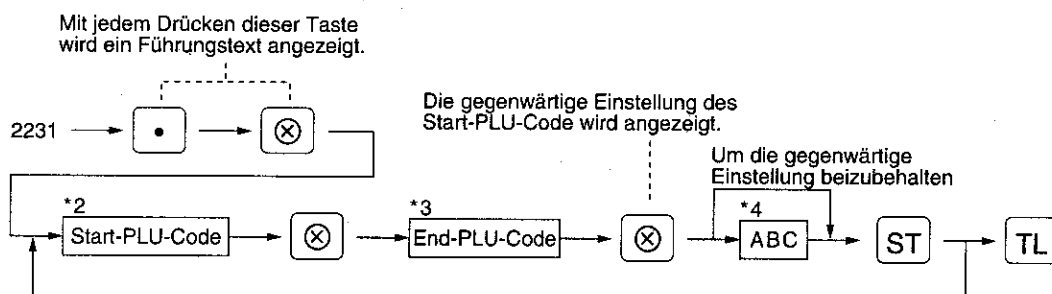 Mit jedem Drücken dieser Taste
wird ein Führungstext angezeigt.
2231
•
⊗
Die gegenwärtige Einstellung des
Start-PLU-Code wird angezeigt.
Um die gegenwärtige
Einstellung beizubehalten
*2
Start-PLU-Code
⊗
*3
End-PLU-Code
⊗
*4
ABC
ST
TL